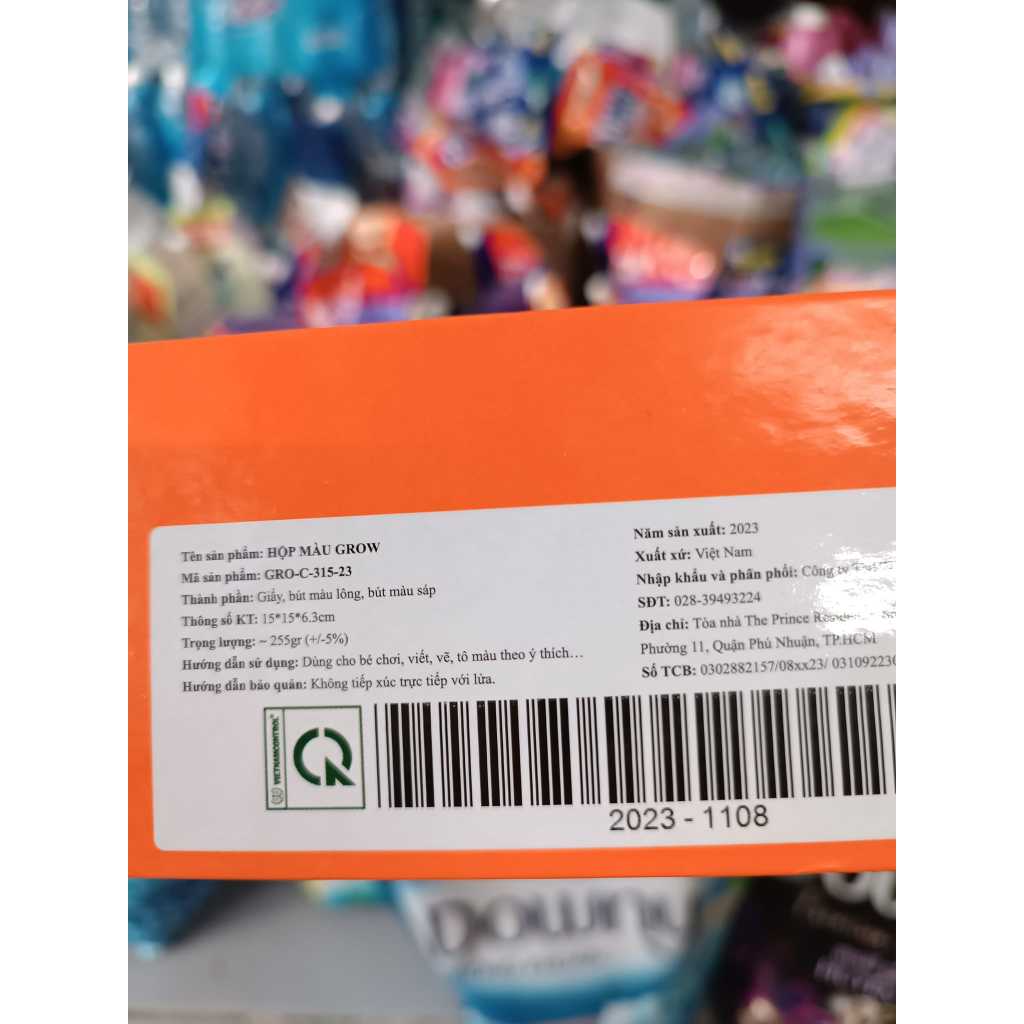 Tên sản phẩm: HỘP MÀU GROW
Mã sản phẩm: GRO-C-315-23
Thành phần: Giấy, bút màu lông, bút màu sáp
Thông số KT: 15*15*6.3cm
Trọng lượng: ~ 255gr (+/-5%)
Hướng dẫn sử dụng: Dùng cho bé chơi, viết, vẽ, tô màu theo ý thích…
Hướng dẫn bảo quản: Không tiếp xúc trực tiếp với lửa.
Năm sản xuất: 2023
Xuất xứ: Việt Nam
Nhập khẩu và phân phối: Công ty
SĐT: 028-39493224
Địa chỉ: Tòa nhà The Prince
Phường 11, Quận Phú Nhuận, TP.HCM
Số TCB: 0302882157/08xx23/
VIETNAMCONTROL
2023 - 1108
Downy